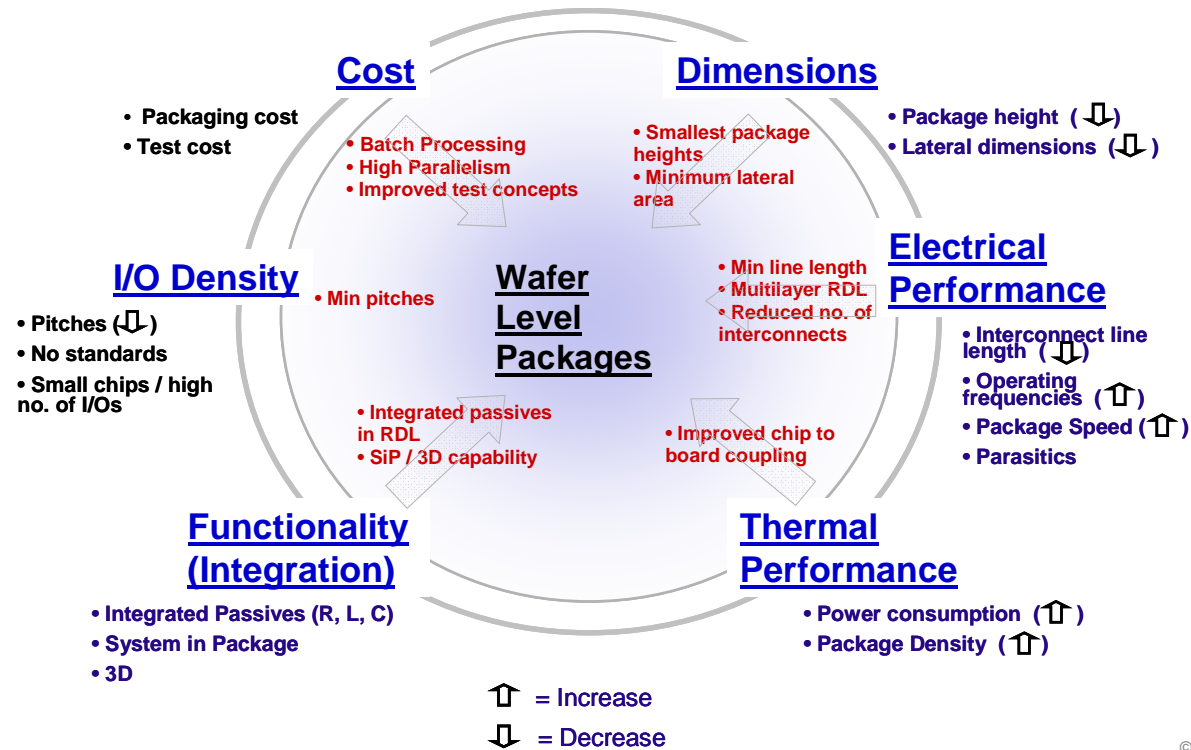 Cost
• Packaging cost
• Test cost
• Batch Processing
• High Parallelism
• Improved test concepts
Dimensions
• Package height (⇩)
• Lateral dimensions (⇩)
• Smallest package
heights
• Minimum lateral
area
I/O Density
• Pitches (⇩)
• No standards
• Small chips / high
no. of I/Os
• Min pitches
Wafer
Level
Packages
Electrical
Performance
• Min line length
• Multilayer RDL
• Reduced no. of
interconnects
• Interconnect line
length (⇩)
• Operating
frequencies (⇧)
• Package Speed (⇧)
• Parasitics
• Integrated passives
in RDL
• SiP / 3D capability
Functionality
(Integration)
• Integrated Passives (R, L, C)
• System in Package
• 3D
• Improved chip to
board coupling
Thermal
Performance
• Power consumption (⇧)
• Package Density (⇧)
⇧ = Increase
⇩ = Decrease
©